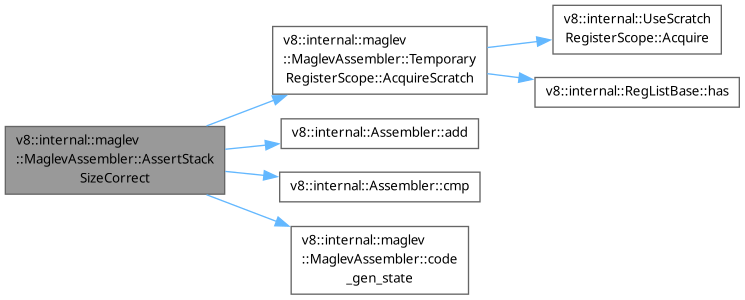 v8::internal::maglev
::MaglevAssembler::AssertStack
SizeCorrect
v8::internal::maglev
::MaglevAssembler::Temporary
RegisterScope::AcquireScratch
v8::internal::UseScratch
RegisterScope::Acquire
v8::internal::RegListBase::has
v8::internal::Assembler::add
v8::internal::Assembler::cmp
v8::internal::maglev
::MaglevAssembler::code
_gen_state